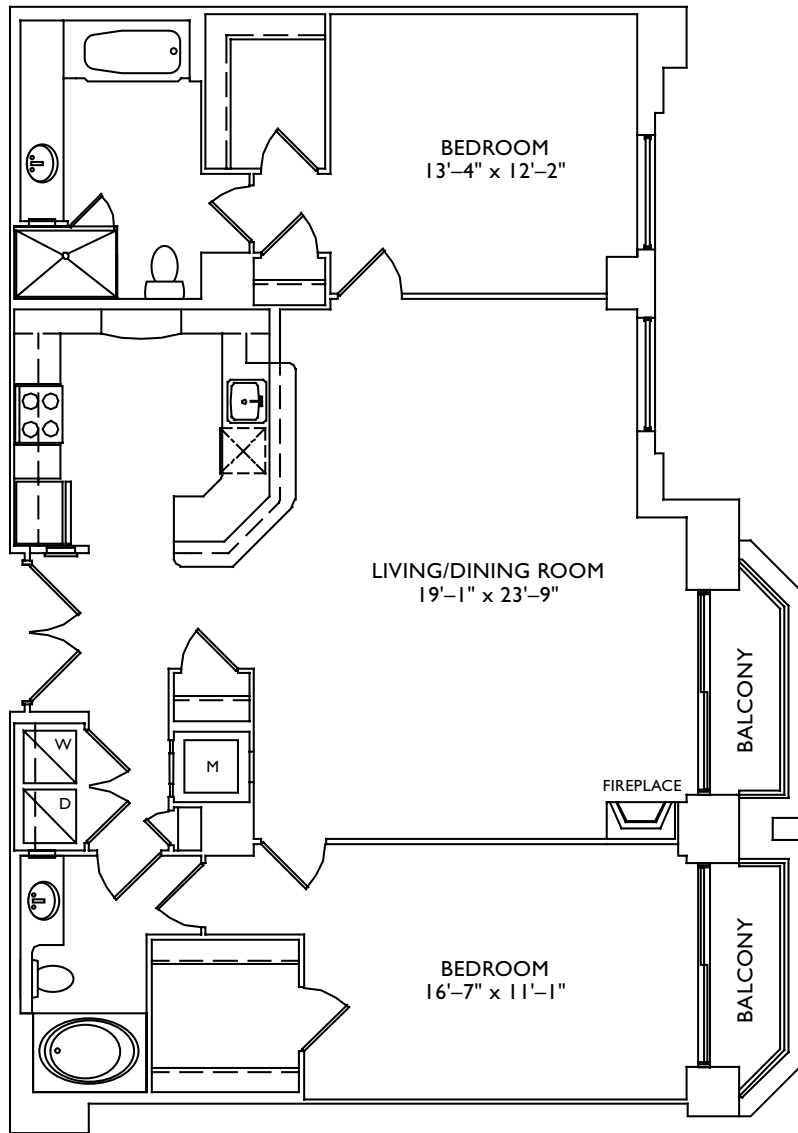 BEDROOM
13'–4" x 12'–2"
LIVING/DINING ROOM
19'–1" x 23'–9"
BALCONY
W
M
D
FIREPLACE
BEDROOM
16'–7" x 11'–1"
BALCONY